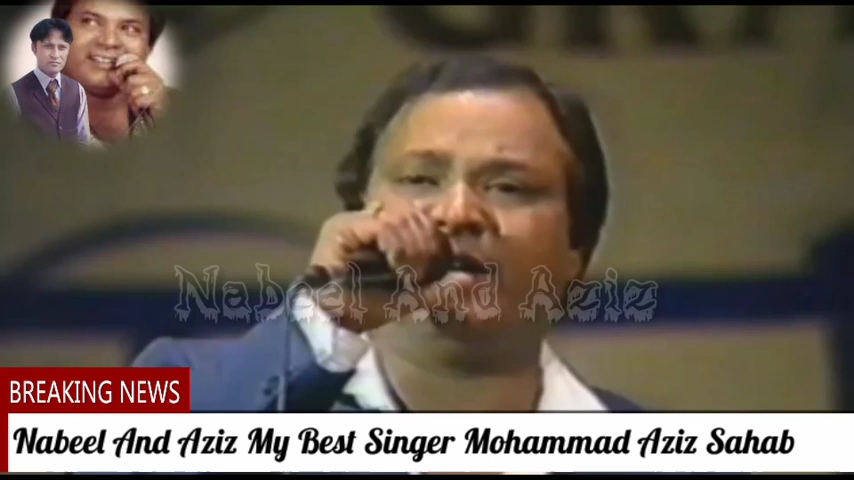 Nabeel And Aziz
BREAKING NEWS
Nabeel And Aziz My Best Singer Mohammad Aziz Sahab